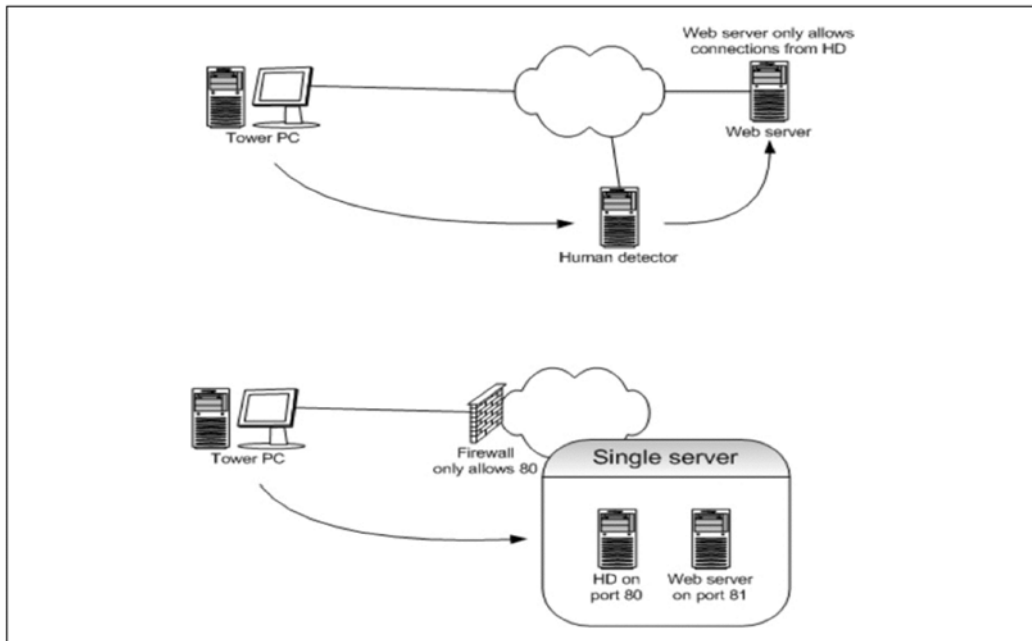 Web server only allows
connections from HD
Tower PC
Web server
Human detector
Tower PC
Firewall
only allows 80
Single server
HD on
port 80
Web server
on port 81